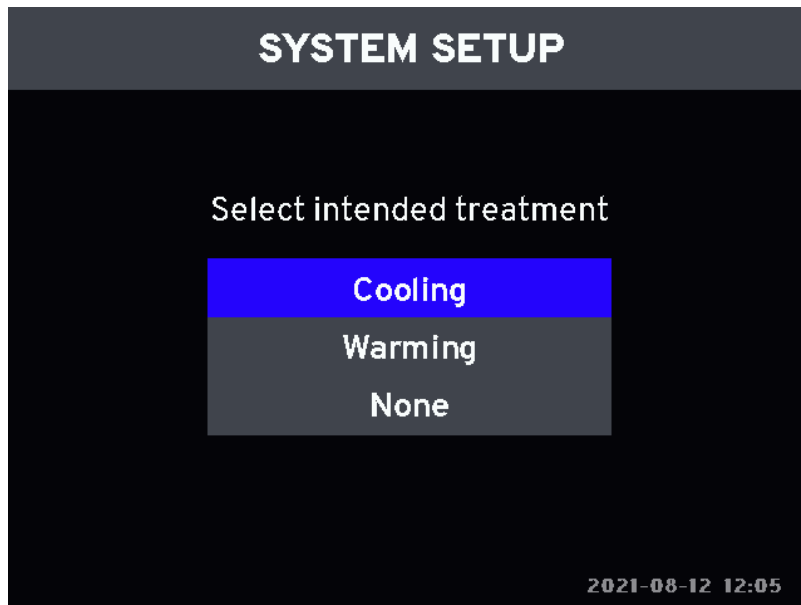 SYSTEM SETUP
Select intended treatment
Cooling
Warming
None
2021-08-12 12:05